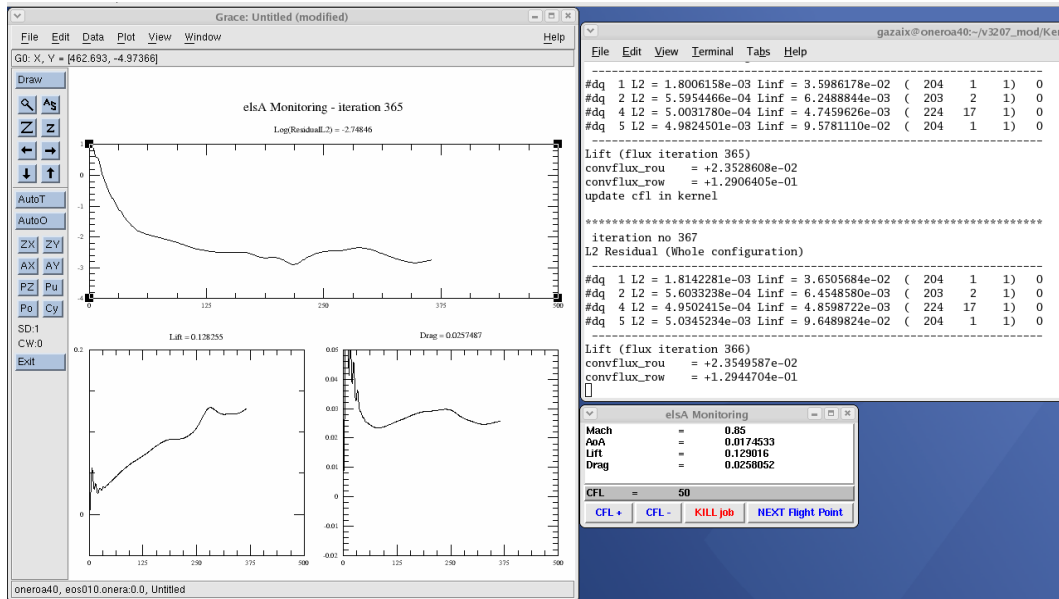 Grace: Untitled (modified)
File Edit Data Plot View Window Help
G0: X, Y = [462.693, -4.97366]
Draw
AS
Z z
AutoT
AutoO
ZX ZY
AX AY
PZ Pu
Po Cy
SD:1
CW:0
Exit
elsA Monitoring - iteration 365
Log(ResidualL2) = -2.74846
1
0
-1
-2
-3
-4
0 125 250 375 500
Lift = 0.128255
0.2
0
0 125 250 375 500
Drag = 0.0257487
0.05
0.04
0.03
0.02
0.01
0
-0.01
-0.02
0 125 250 375 500
oneroa40, eos010.onera:0.0, Untitled
gazaix@oneroa40:~/v3207_mod/Ker
File Edit View Terminal Tabs Help
--------------------------------------------------------------------
#dq 1 L2 = 1.8006158e-03 Linf = 3.5986178e-02 ( 204 1 1) 0
#dq 2 L2 = 5.5954466e-04 Linf = 6.2488844e-03 ( 203 2 1) 0
#dq 4 L2 = 5.0031780e-04 Linf = 4.7459626e-03 ( 224 17 1) 0
#dq 5 L2 = 4.9824501e-03 Linf = 9.5781110e-02 ( 204 1 1) 0
--------------------------------------------------------------------
Lift (flux iteration 365)
convflux_rou = +2.3528608e-02
convflux_row = +1.2906405e-01
update cfl in kernel
*********************************************************************
iteration no 367
L2 Residual (Whole configuration)
--------------------------------------------------------------------
#dq 1 L2 = 1.8142281e-03 Linf = 3.6505684e-02 ( 204 1 1) 0
#dq 2 L2 = 5.6033238e-04 Linf = 6.4548580e-03 ( 203 2 1) 0
#dq 4 L2 = 4.9502415e-04 Linf = 4.8598722e-03 ( 224 17 1) 0
#dq 5 L2 = 5.0345234e-03 Linf = 9.6489824e-02 ( 204 1 1) 0
--------------------------------------------------------------------
Lift (flux iteration 366)
convflux_rou = +2.3549587e-02
convflux_row = +1.2944704e-01
elsA Monitoring
Mach = 0.85
AoA = 0.0174533
Lift = 0.129016
Drag = 0.0258052
CFL = 50
CFL + CFL - KILL job NEXT Flight Point